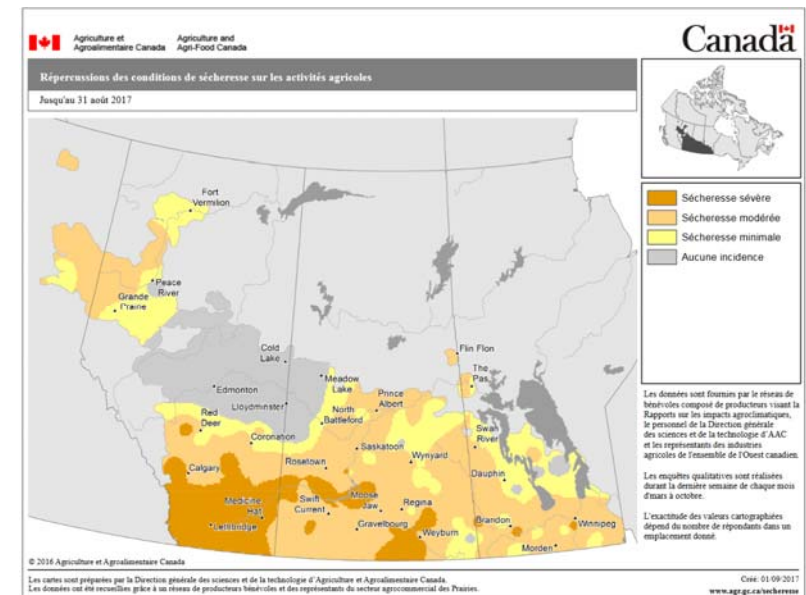 Agriculture et
Agroalimentaire Canada
Agriculture and
Agri-Food Canada
Canada
Répercussions des conditions de sécheresse sur les activités agricoles
Jusqu'au 31 août 2017
Sécheresse sévère
Sécheresse modérée
Sécheresse minimale
Aucune incidence
Fort
Vermilion
Peace
River
Grande
Prairie
Cold
Lake
Edmonton
Lloydminster
Meadow
Lake
Flin Flon
The
Pas
Prince
Albert
North
Battleford
Red
Deer
Coronation
Swan
River
Saskatoon
Wynyard
Rosetown
Dauphin
Calgary
Medicine
Hat
Swift
Current
Moose
Jaw
Regina
Lethbridge
Gravelbourg
Weyburn
Brandon
Winnipeg
Morden
Les données sont fournies par le réseau de
bénévoles composé de producteurs visant la
Rapports sur les impacts agroclimatiques,
le personnel de la Direction générale
des sciences et de la technologie d'AAC
et les représentants des industries
agricoles de l'ensemble de l'Ouest canadien.
Les enquêtes qualitatives sont réalisées
durant la dernière semaine de chaque mois
d'mars à octobre.
L'exactitude des valeurs cartographiées
dépend du nombre de répondants dans un
emplacement donné.
© 2016 Agriculture et Agroalimentaire Canada
Les cartes sont préparées par la Direction générale des sciences et de la technologie d'Agriculture et Agroalimentaire Canada.
Les données ont été recueillies grâce à un réseau de producteurs bénévoles et des représentants du secteur agrocommercial des Prairies.
Créé: 01/09/2017
www.agr.gc.ca/secheresse